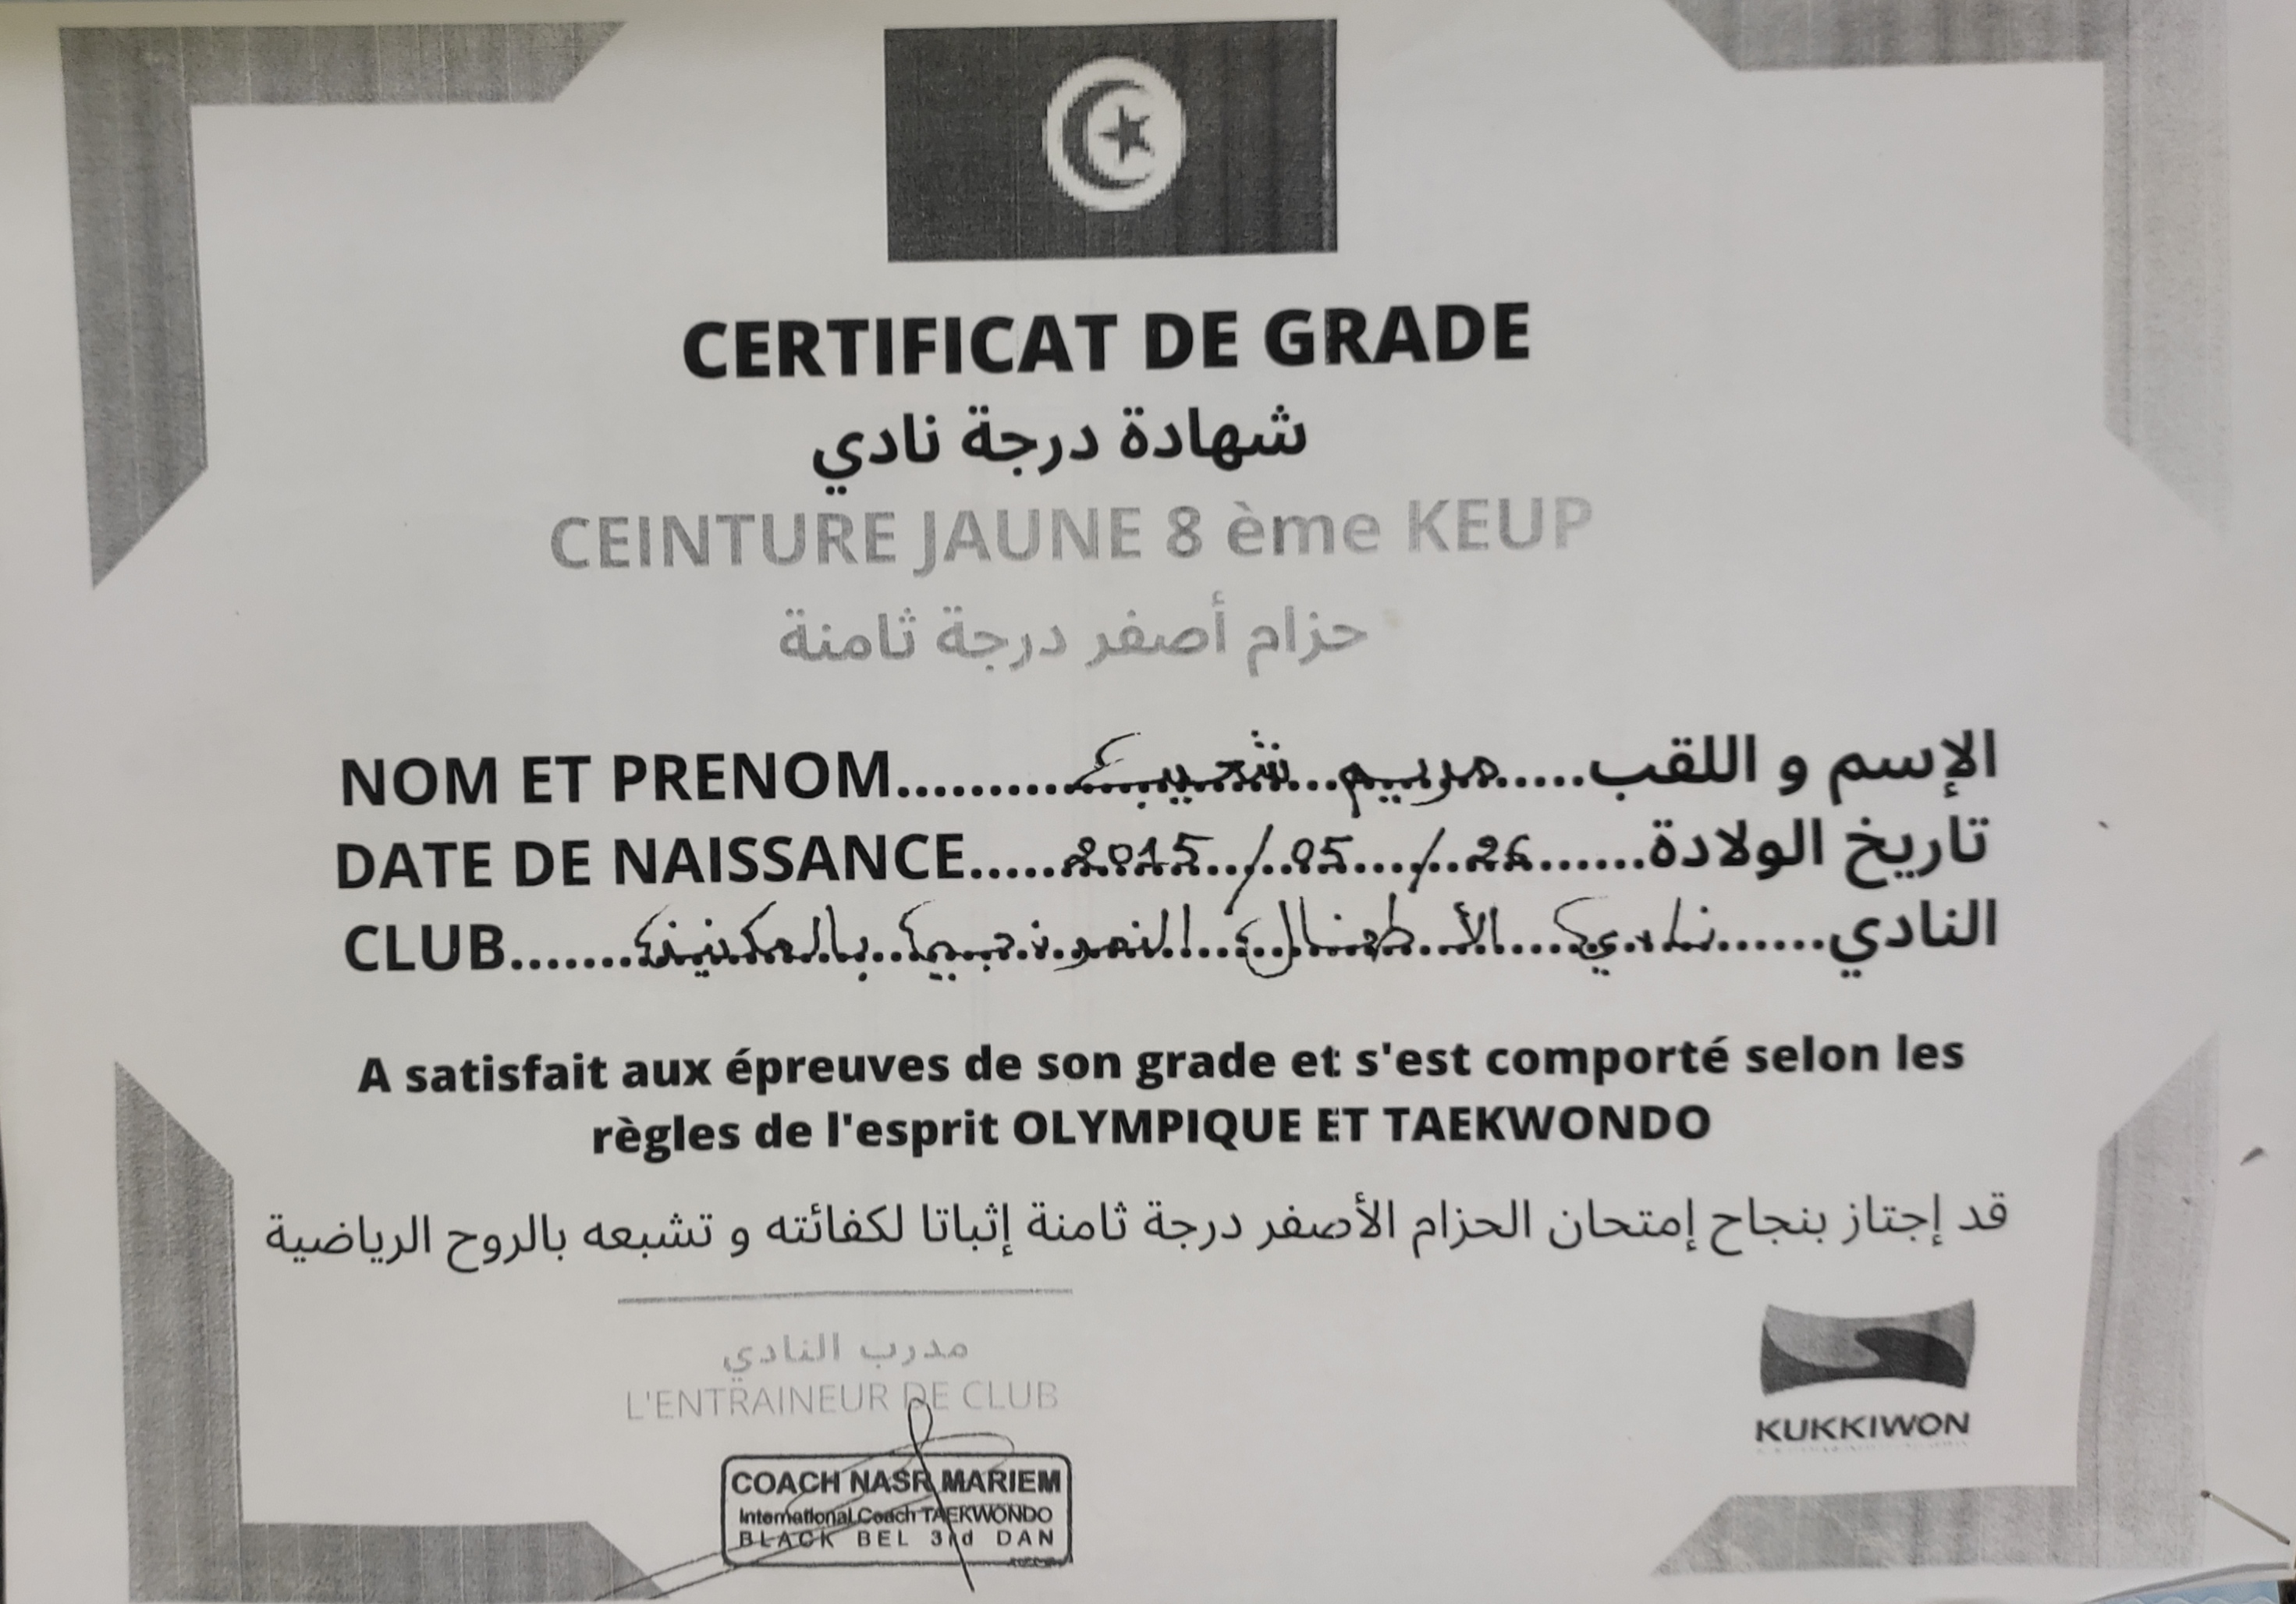 CERTIFICAT DE GRADE
شهادة درجة نادي
CEINTURE JAUNE 8 ème KEUP
حزام أصفر درجة ثامنة
NOM ET PRENOM..........مريم.....الإسم و اللقب
DATE DE NAISSANCE.....2015../..05.../..26......تاريخ الولادة
CLUB.......نادي...الأطفال...النموذجي..بالمكنين......النادي
A satisfait aux épreuves de son grade et s'est comporté selon les
règles de l'esprit OLYMPIQUE ET TAEKWONDO
قد إجتاز بنجاح إمتحان الحزام الأصفر درجة ثامنة إثباتا لكفائته و تشبعه بالروح الرياضية
مدرب النادي
L'ENTRAINEUR DE CLUB
COACH NASR MARIEM
International Coach TAEKWONDO
BLACK BEL 3rd DAN
KUKKIWON